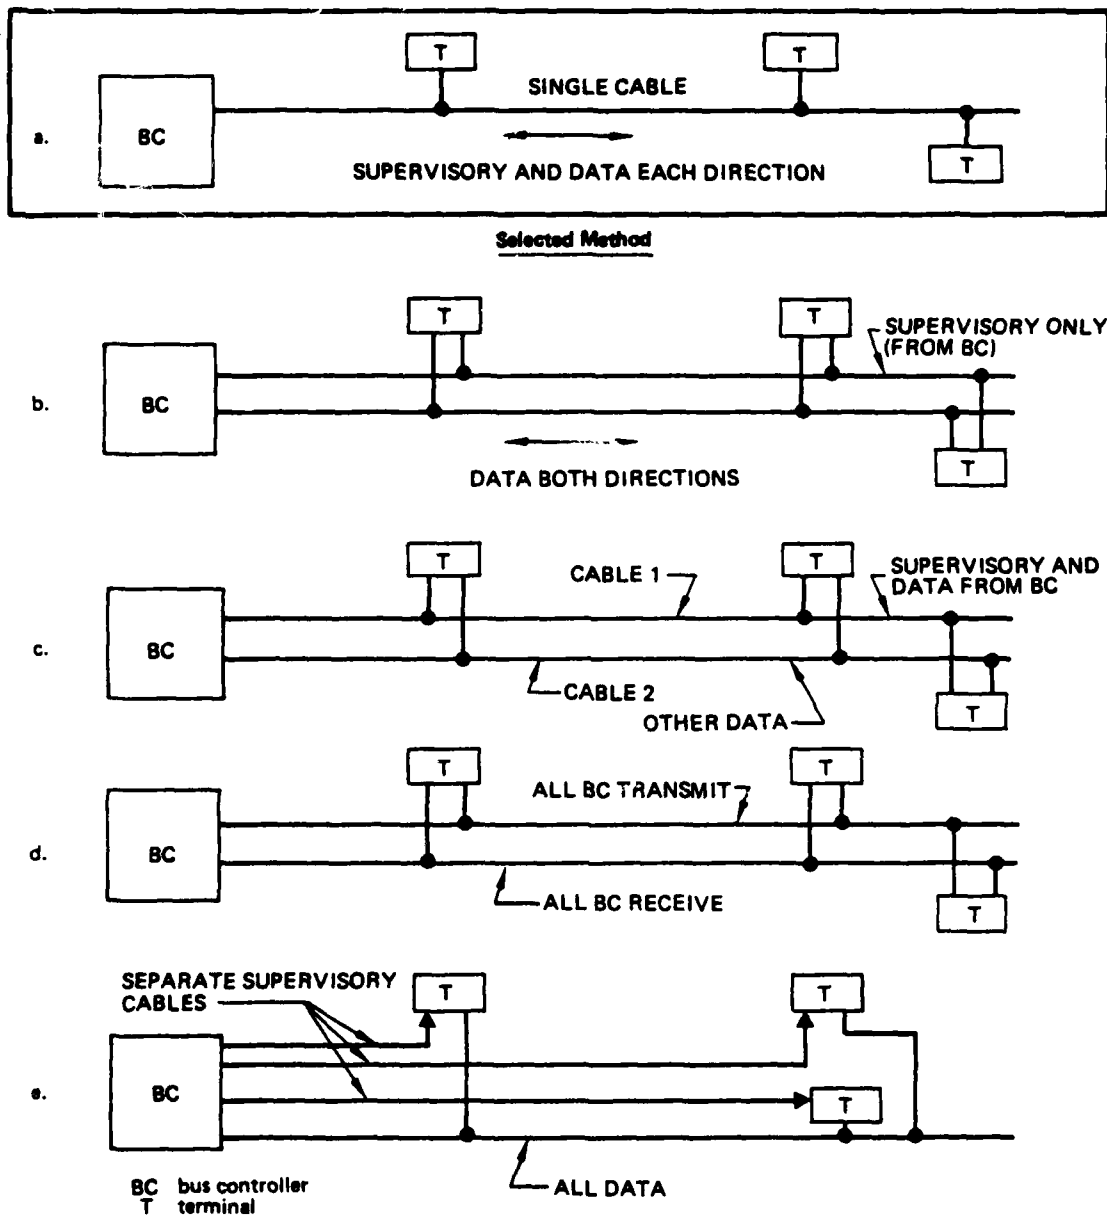 T
T
SINGLE CABLE
a.
BC
T
SUPERVISORY AND DATA EACH DIRECTION
Selected Method
T
T
SUPERVISORY ONLY
(FROM BC)
b.
BC
T
DATA BOTH DIRECTIONS
T
T
CABLE 1
SUPERVISORY AND
DATA FROM BC
c.
BC
CABLE 2
T
OTHER DATA
T
T
ALL BC TRANSMIT
d.
BC
ALL BC RECEIVE
T
SEPARATE SUPERVISORY
CABLES
T
T
e.
BC
T
ALL DATA
BC bus controller
T terminal